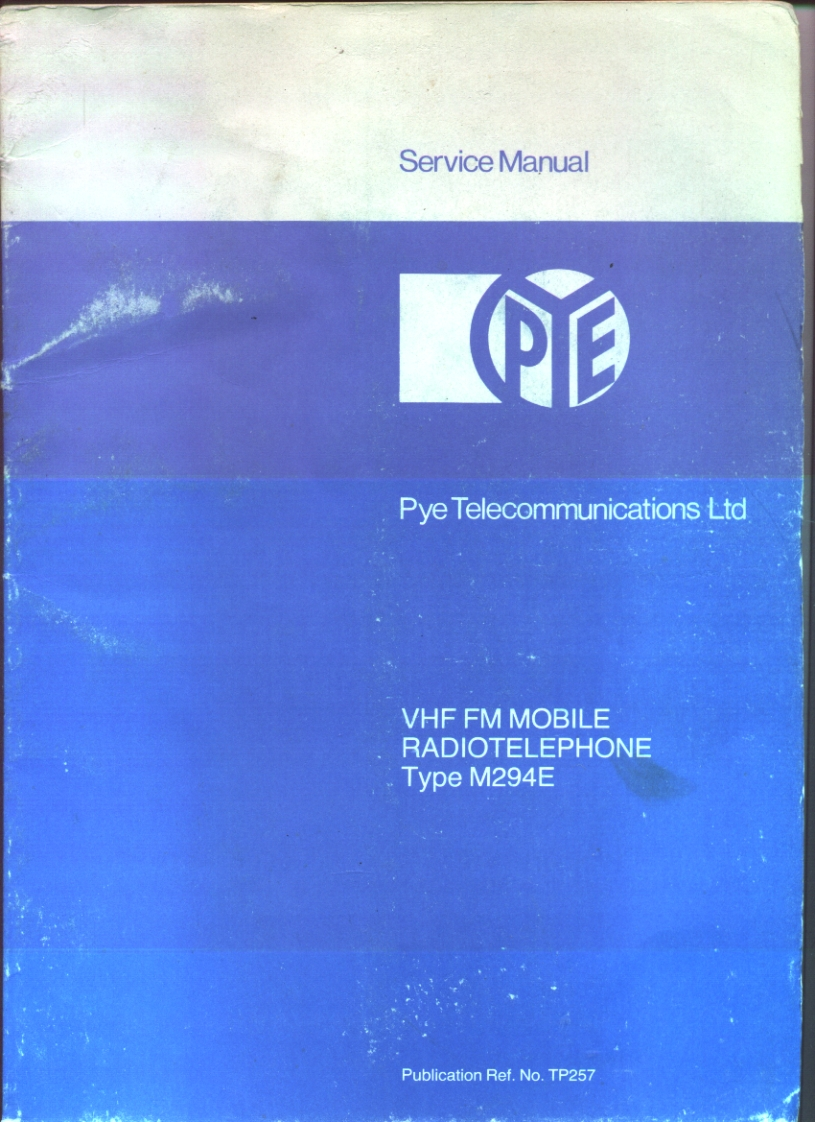 Service Manual
PYE
Pye Telecommunications Ltd
VHF FM MOBILE
RADIOTELEPHONE
Type M294E
Publication Ref. No. TP257